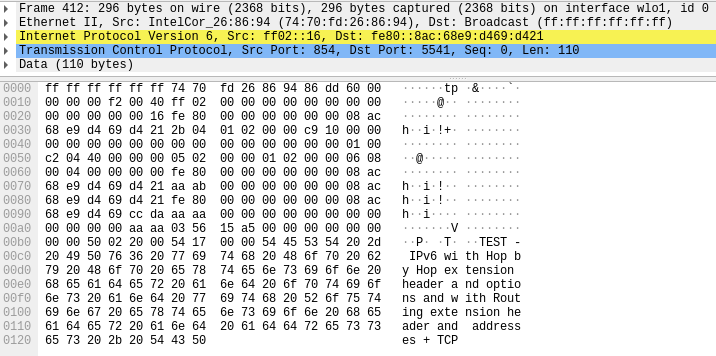 Frame 412: 296 bytes on wire (2368 bits), 296 bytes captured (2368 bits) on interface wlo1, id 0
Ethernet II, Src: IntelCor_26:86:94 (74:70:fd:26:86:94), Dst: Broadcast (ff:ff:ff:ff:ff:ff)
Internet Protocol Version 6, Src: ff02::16, Dst: fe80::8ac:68e9:d469:d421
Transmission Control Protocol, Src Port: 854, Dst Port: 5541, Seq: 0, Len: 110
Data (110 bytes)
0000 ff ff ff ff ff ff 74 70 fd 26 86 94 86 dd 60 00 ······tp ·&····`·
0010 00 00 00 f2 00 40 ff 02 00 00 00 00 00 00 00 00 ·····@·· ········
0020 00 00 00 00 00 16 fe 80 00 00 00 00 00 00 08 ac ········ ········
0030 68 e9 d4 69 d4 21 2b 04 01 02 00 00 c9 10 00 00 h··i·!+· ········
0040 00 00 00 00 00 00 00 00 00 00 00 00 00 00 01 00 ········ ········
0050 c2 04 40 00 00 00 05 02 00 00 01 02 00 00 06 08 ··@····· ········
0060 00 04 00 00 00 00 fe 80 00 00 00 00 00 00 08 ac ········ ········
0070 68 e9 d4 69 d4 21 aa ab 00 00 00 00 00 00 08 ac h··i·!·· ········
0080 68 e9 d4 69 d4 21 fe 80 00 00 00 00 00 00 08 ac h··i·!·· ········
0090 68 e9 d4 69 cc da aa aa 00 00 00 00 00 00 00 00 h··i···· ········
00a0 00 00 00 00 aa aa 03 56 15 a5 00 00 00 00 00 00 ·······V ········
00b0 00 00 50 02 20 00 54 17 00 00 54 45 53 54 20 2d ··P· ·T· ··TEST -
00c0 20 49 50 76 36 20 77 69 74 68 20 48 6f 70 20 62 IPv6 wi th Hop b
00d0 79 20 48 6f 70 20 65 78 74 65 6e 73 69 6f 6e 20 y Hop ex tension
00e0 68 65 61 64 65 72 20 61 6e 64 20 6f 70 74 69 6f header a nd optio
00f0 6e 73 20 61 6e 64 20 77 69 74 68 20 52 6f 75 74 ns and w ith Rout
0100 69 6e 67 20 65 78 74 65 6e 73 69 6f 6e 20 68 65 ing exte nsion he
0110 61 64 65 72 20 61 6e 64 20 61 64 64 72 65 73 73 ader and address
0120 65 73 20 2b 20 54 43 50 es + TCP